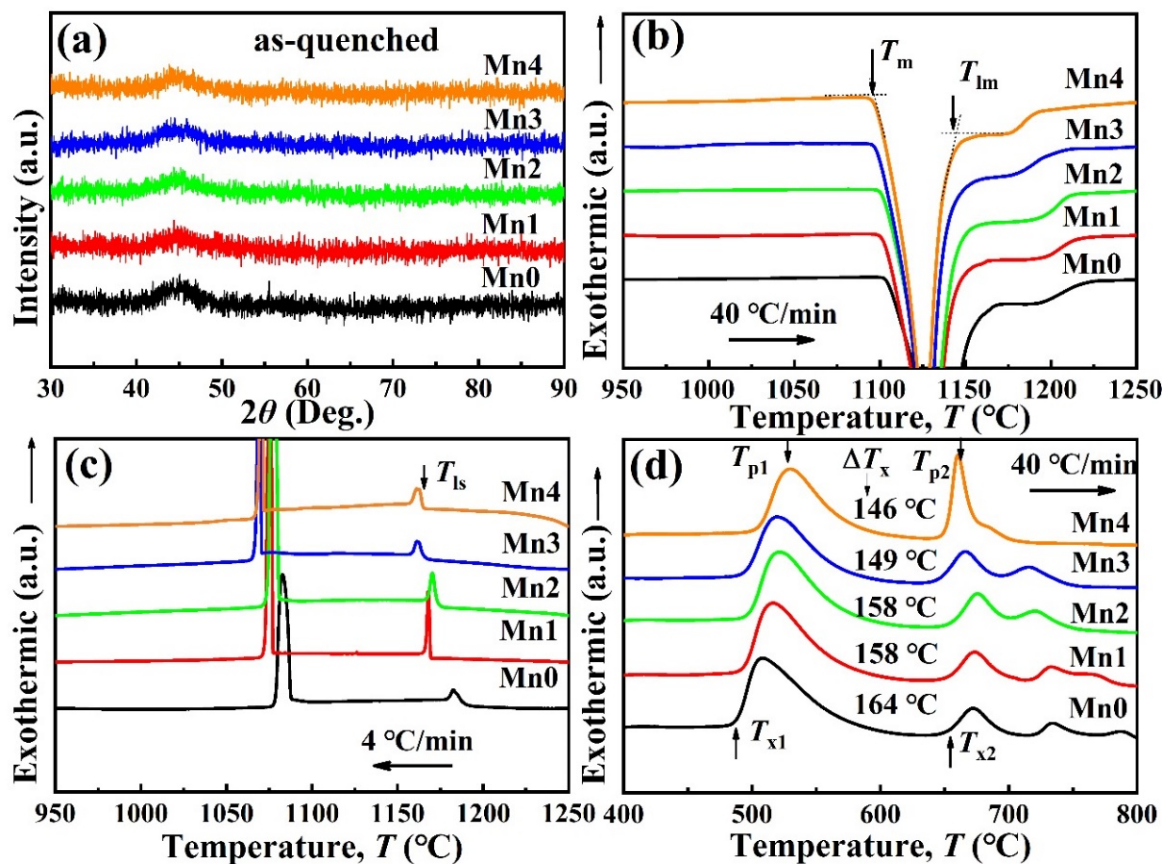 (a)
as-quenched
Mn4
Mn3
Mn2
Mn1
Mn0
Intensity (a.u.)
30 40 50 60 70 80 90
2θ (Deg.)
(b)
Tm
Tlm
Mn4
Mn3
Mn2
Mn1
Mn0
40 °C/min
Exothermic (a.u.)
950 1000 1050 1100 1150 1200 1250
Temperature, T (°C)
(c)
Tls
Mn4
Mn3
Mn2
Mn1
Mn0
4 °C/min
Exothermic (a.u.)
950 1000 1050 1100 1150 1200 1250
Temperature, T (°C)
(d)
Tp1
ΔTx
Tp2
40 °C/min
146 °C
Mn4
149 °C
Mn3
158 °C
Mn2
158 °C
Mn1
164 °C
Mn0
Tx1
Tx2
Exothermic (a.u.)
400 500 600 700 800
Temperature, T (°C)